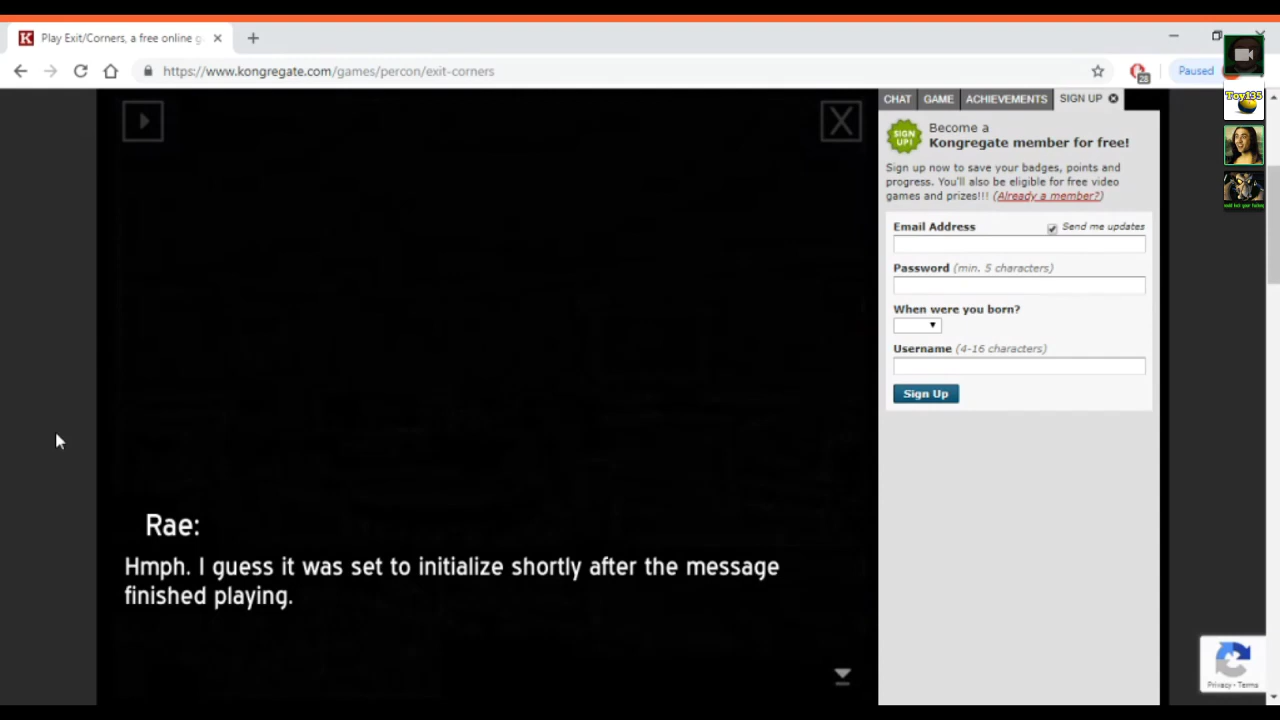 Play Exit/Corners, a free online g
https://www.kongregate.com/games/percon/exit-corners
28
Paused
Toy135
CHAT GAME ACHIEVEMENTS SIGN UP
SIGN UP!
Become a
Kongregate member for free!
Sign up now to save your badges, points and
progress. You'll also be eligible for free video
games and prizes!!! (Already a member?)
Email Address Send me updates
Password (min. 5 characters)
When were you born?
Username (4-16 characters)
Sign Up
Rae:
Hmph. I guess it was set to initialize shortly after the message
finished playing.
Privacy - Terms